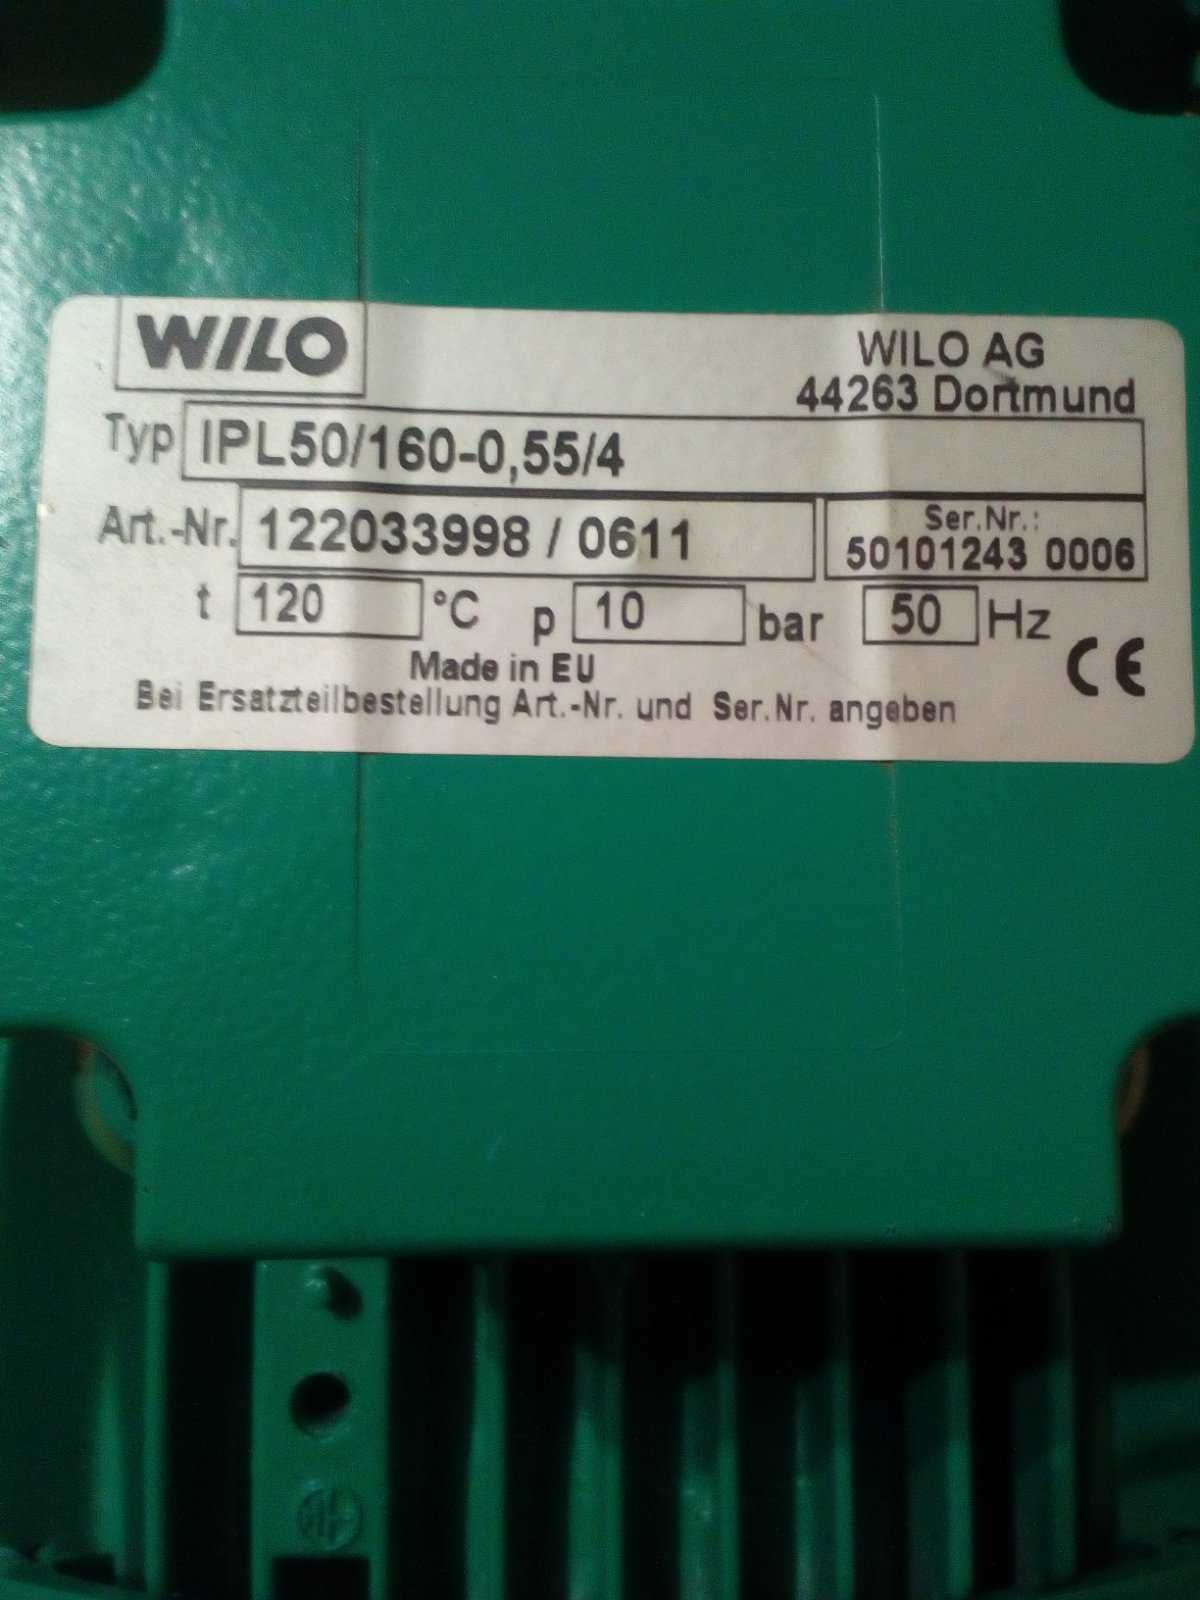 WILO
WILO AG
44263 Dortmund
Typ IPL50/160-0,55/4
Art.-Nr. 122033998 / 0611
Ser.Nr.:
50101243 0006
t 120 °C p 10 bar 50 Hz
Made in EU
CE
Bei Ersatzteilbestellung Art.-Nr. und Ser.Nr. angeben